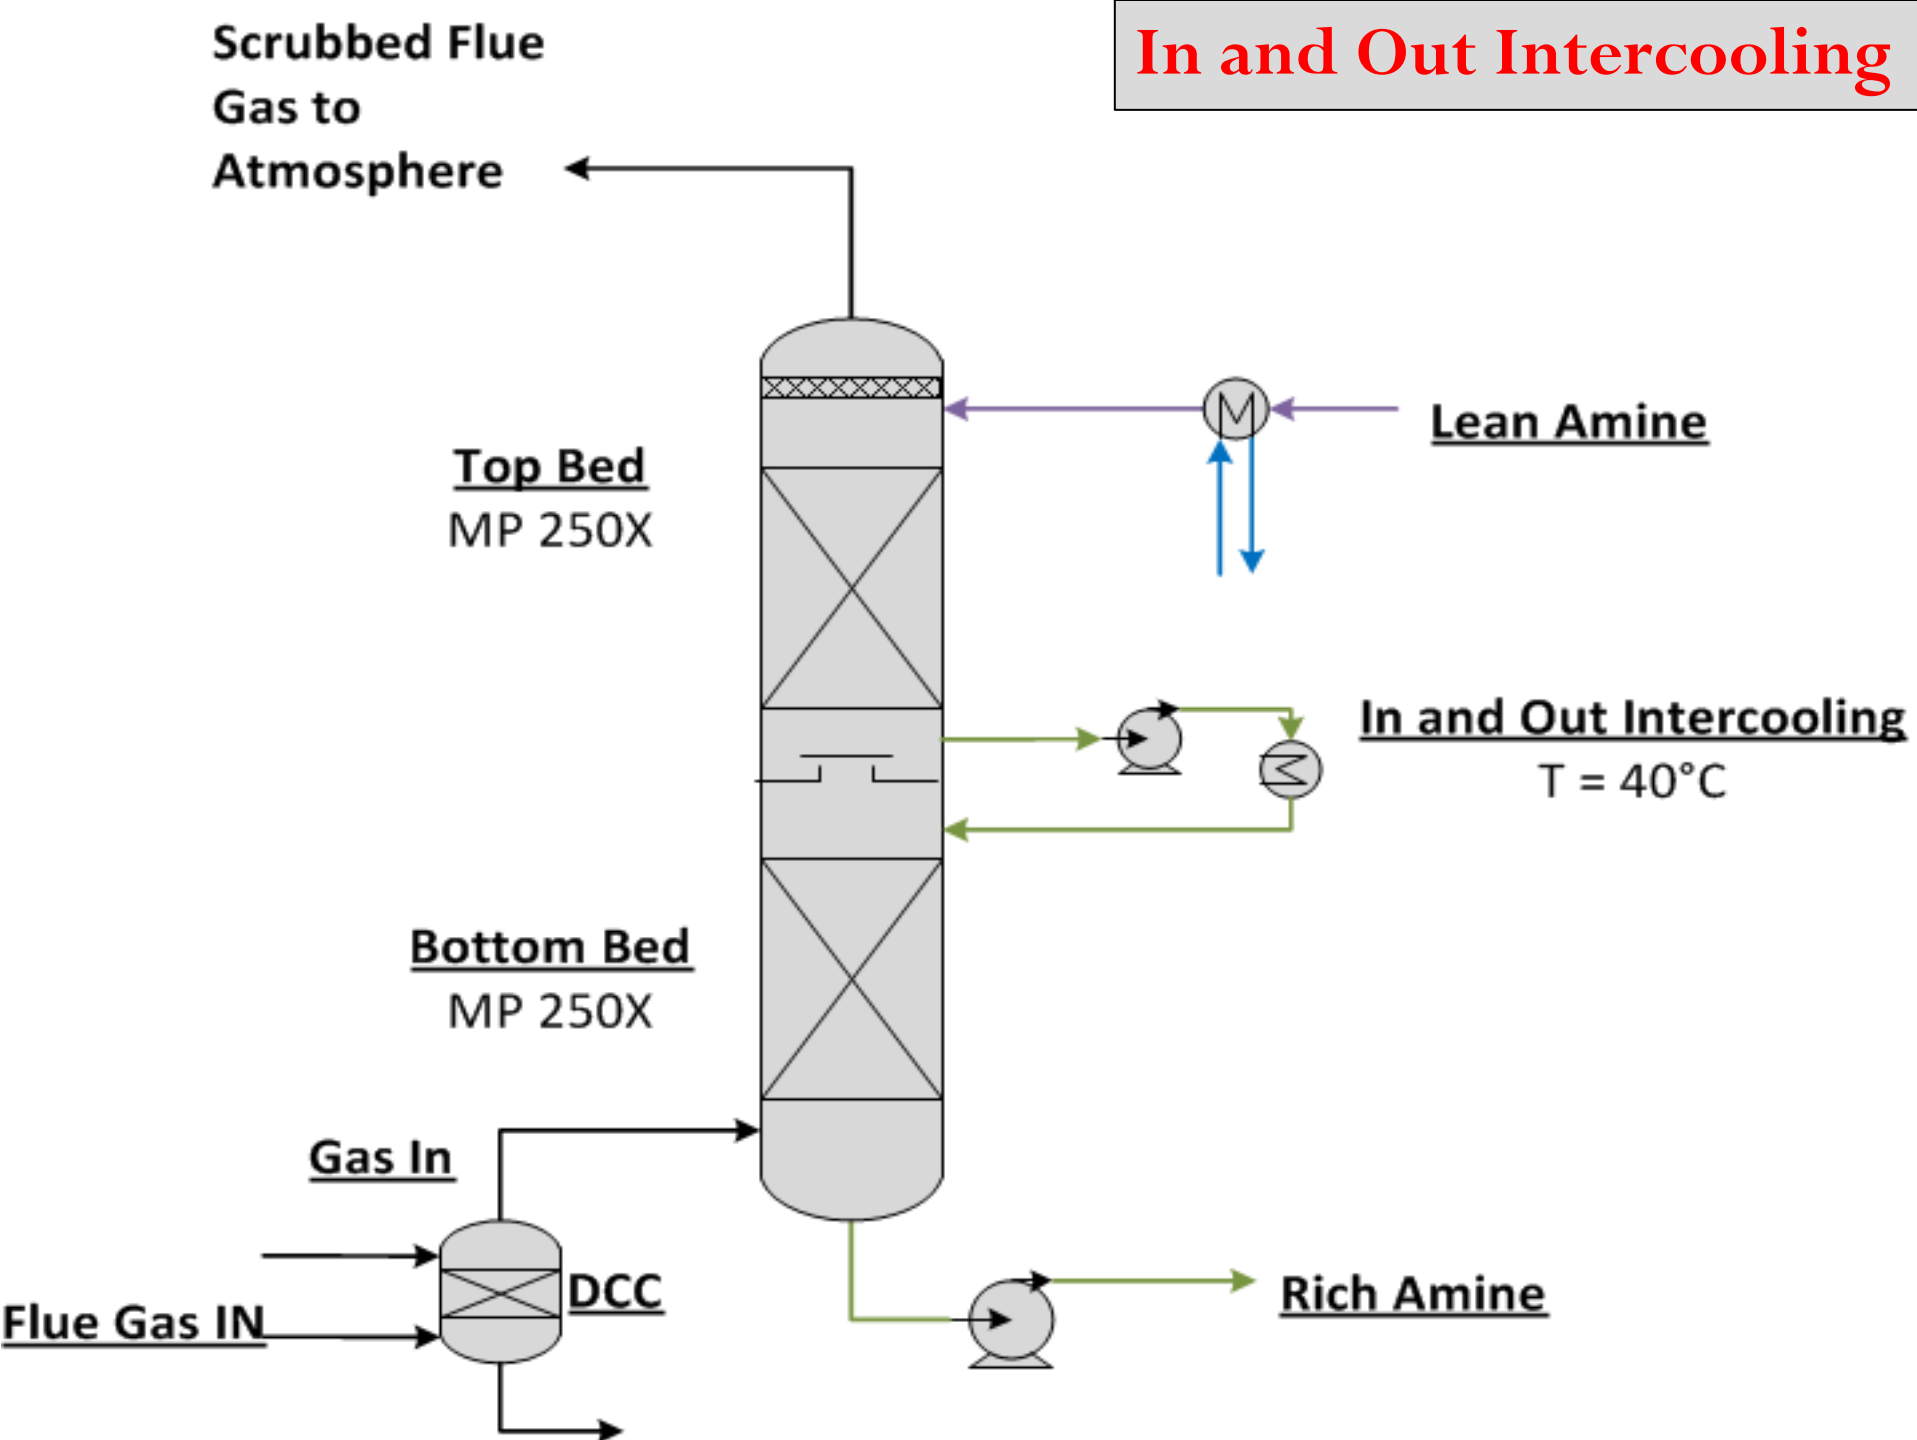 In and Out Intercooling
Scrubbed Flue
Gas to
Atmosphere
Lean Amine
Top Bed
MP 250X
In and Out Intercooling
T = 40°C
Bottom Bed
MP 250X
Gas In
DCC
Flue Gas IN
Rich Amine